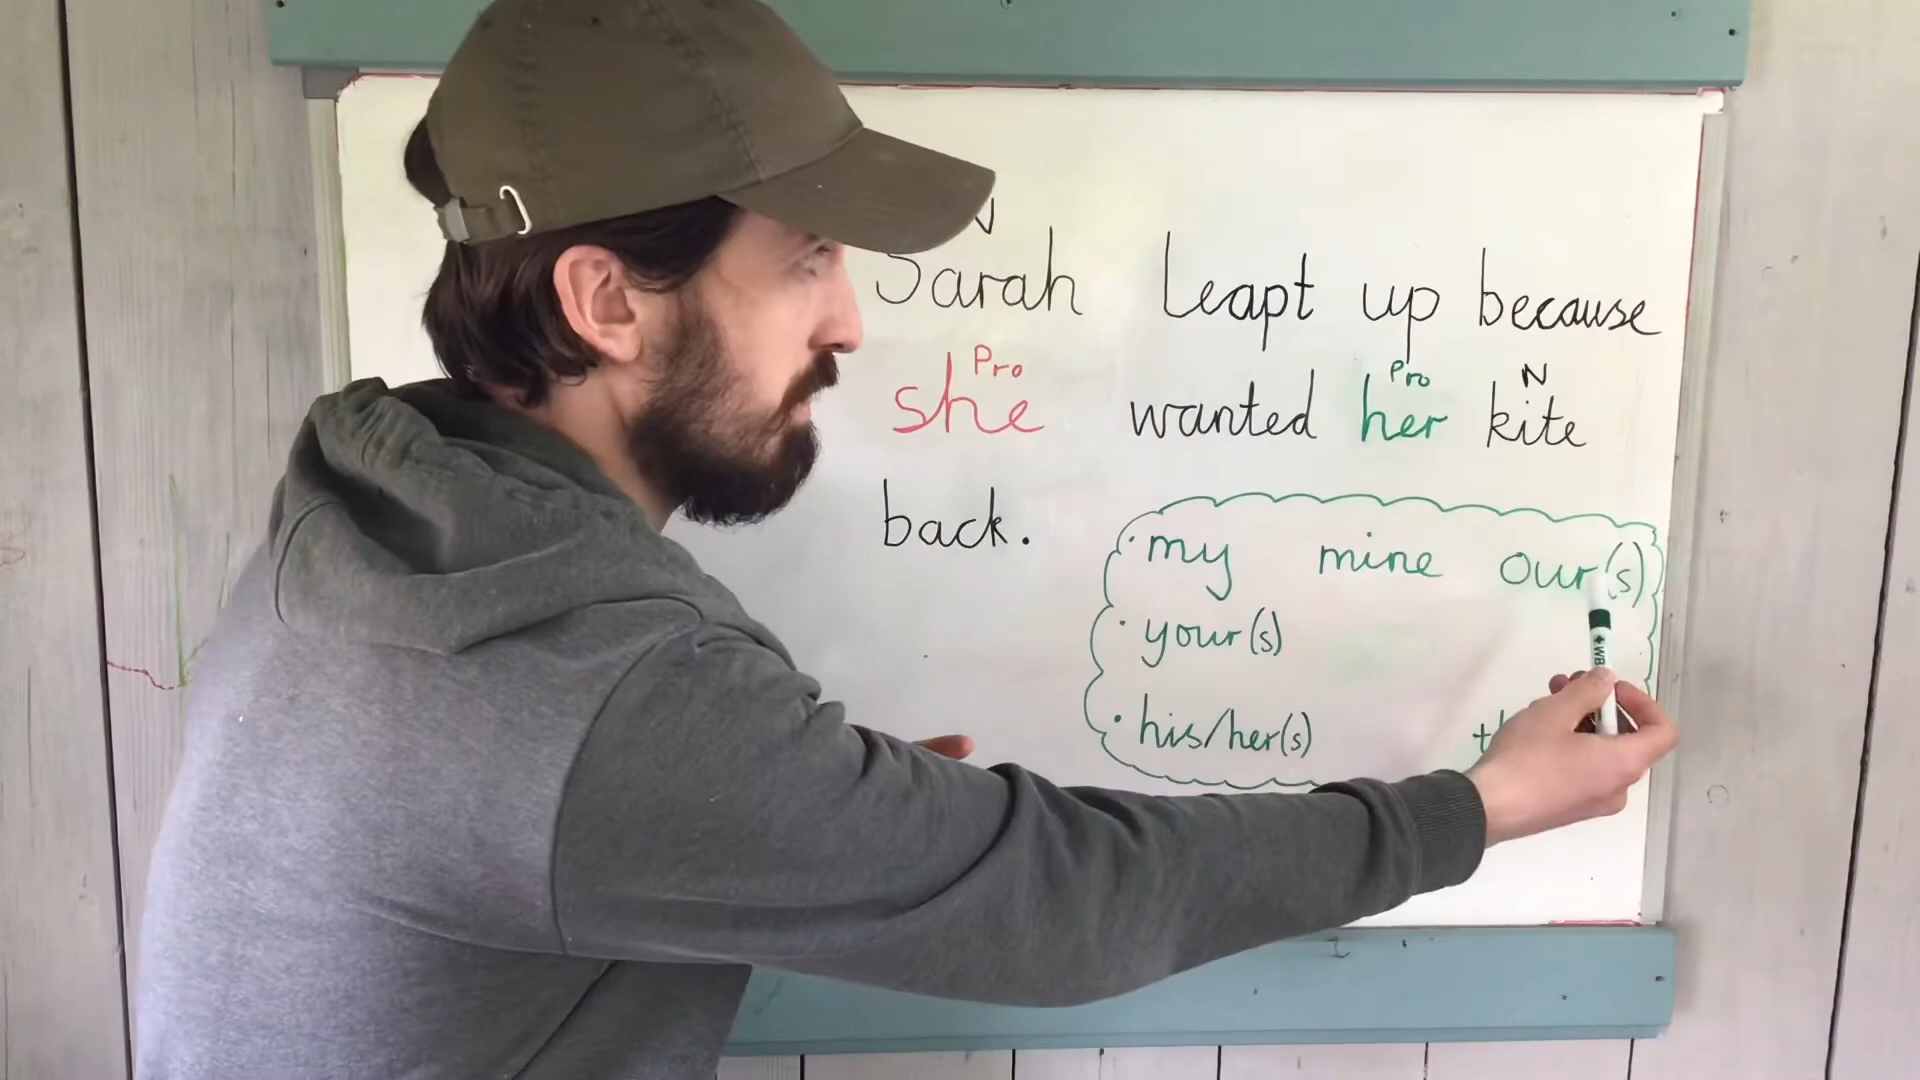 N
Sarah leapt up because
Pro Pro N
she wanted her kite
back.
· my mine our(s)
· your(s)
· his/her(s)
WB